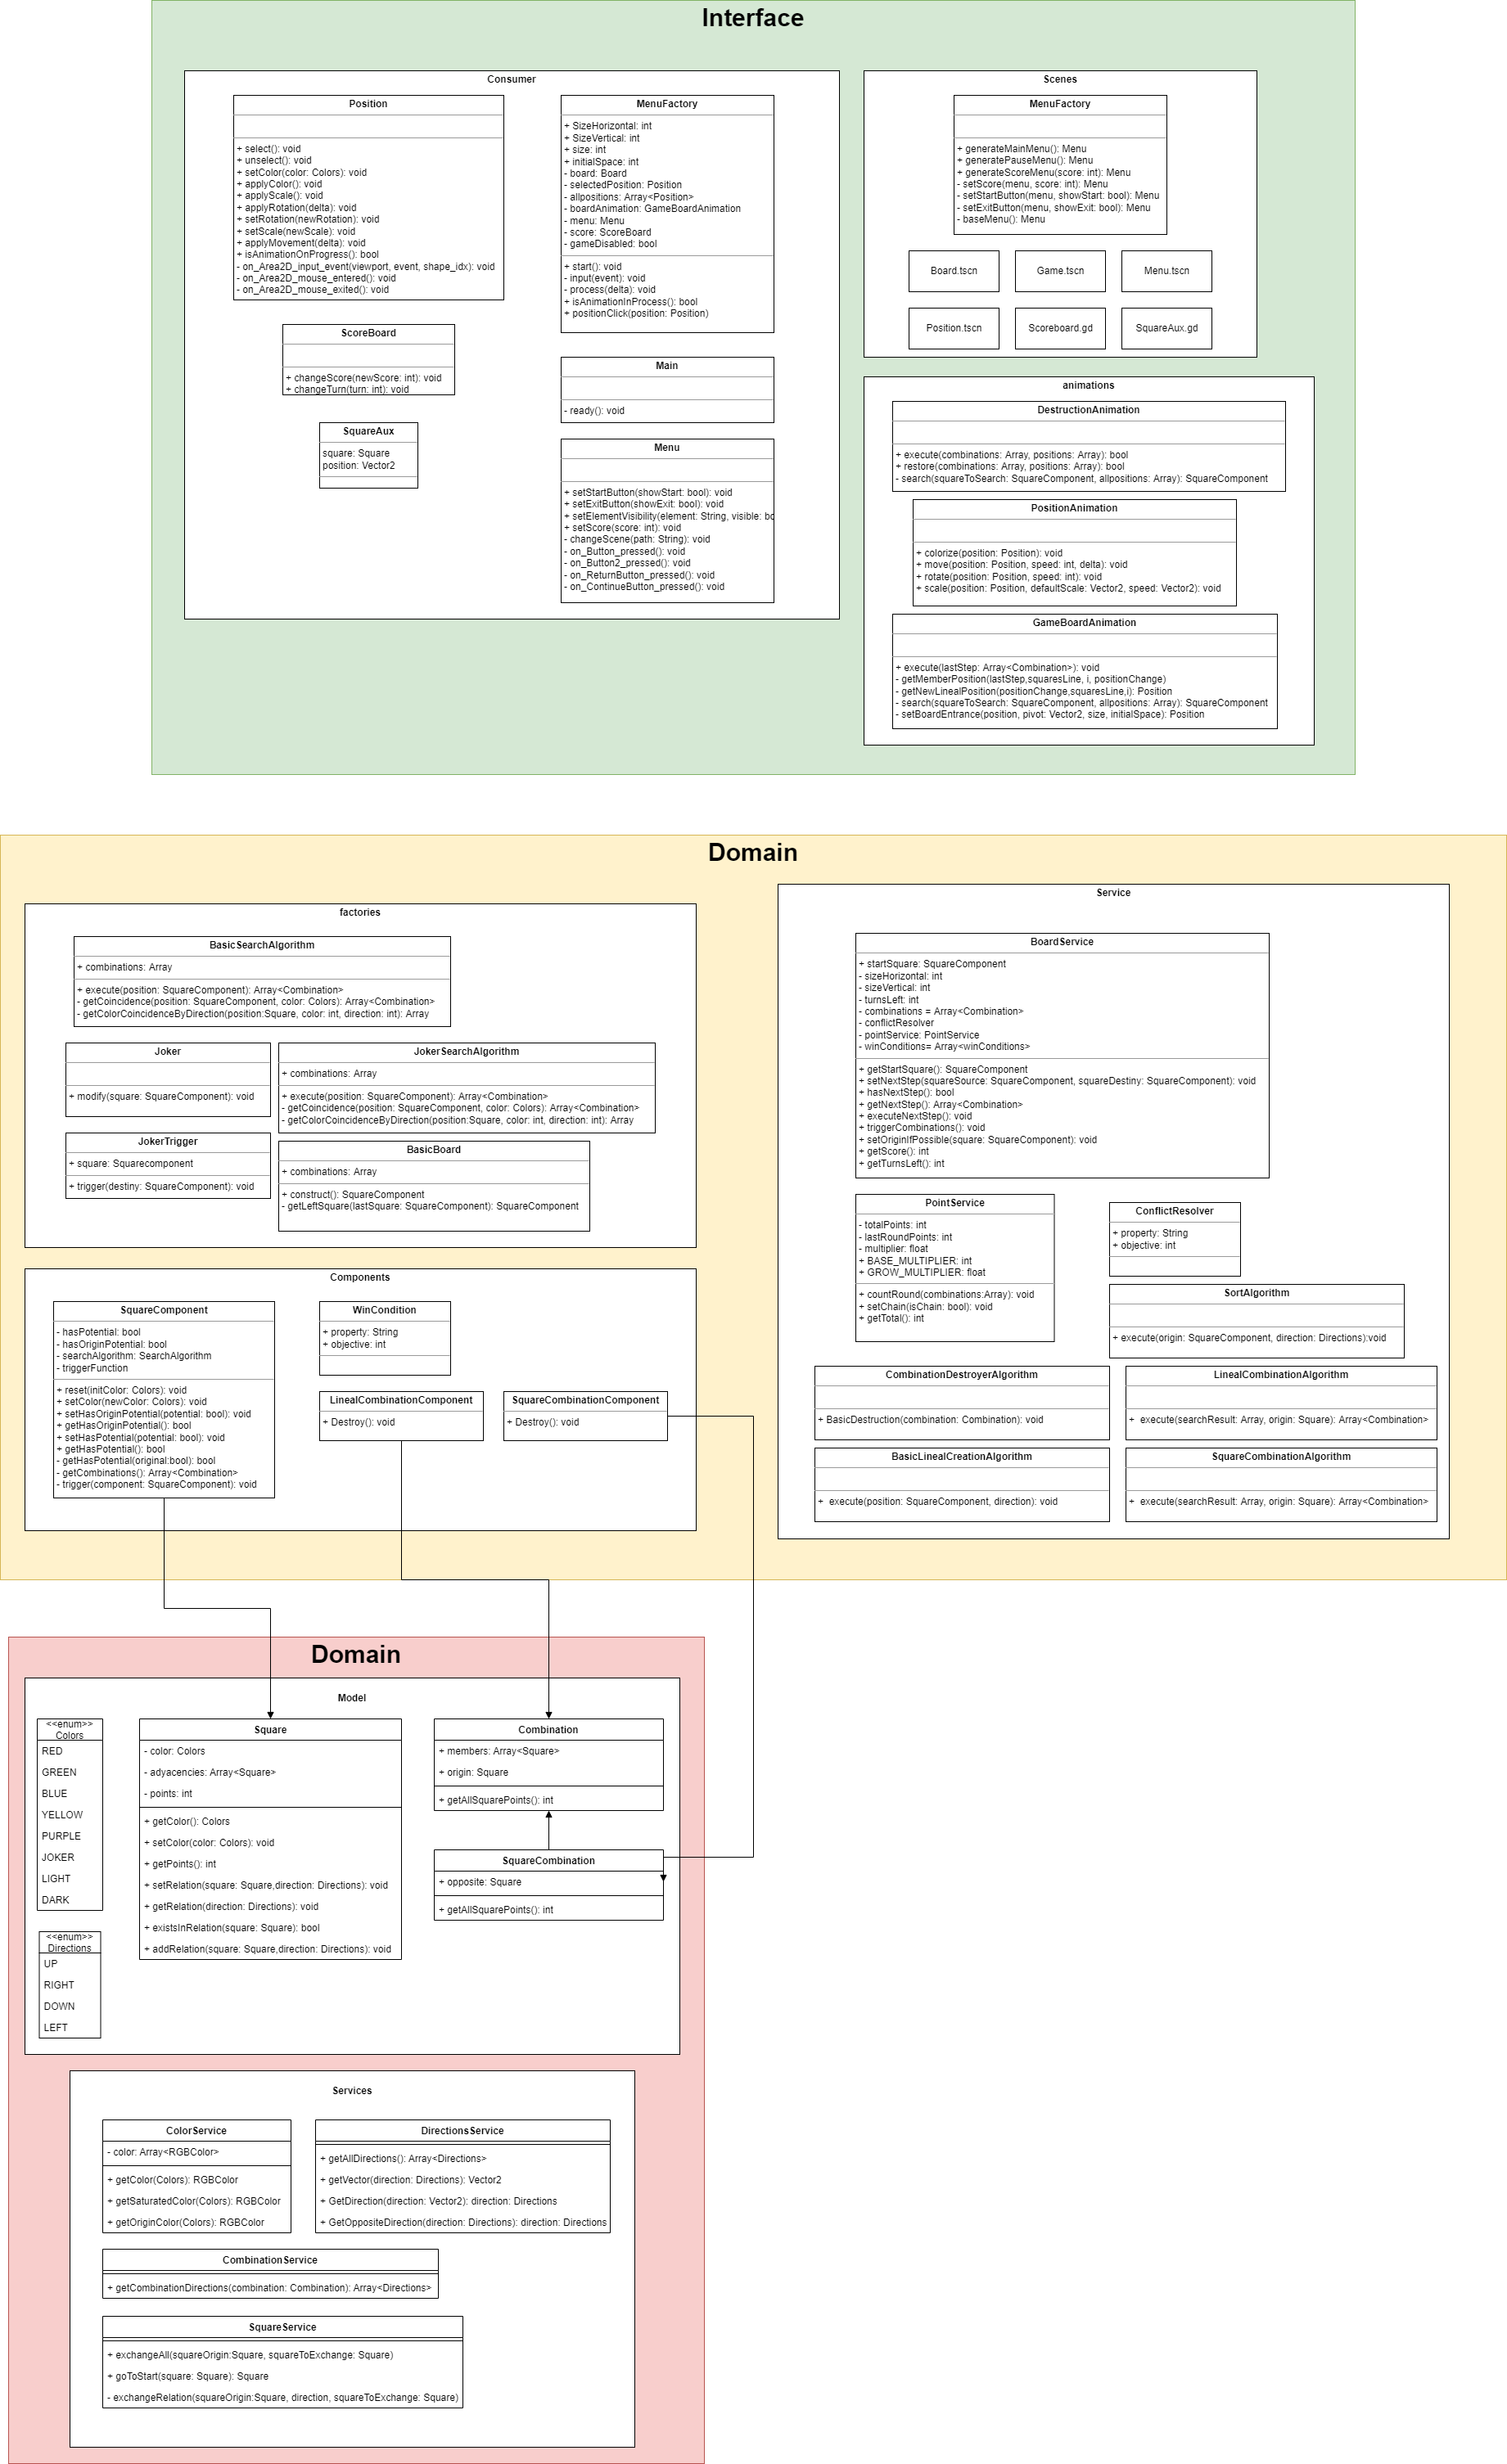 Interface
Consumer
Position
+ select(): void
+ unselect(): void
+ setColor(color: Colors): void
+ applyColor(): void
+ applyScale(): void
+ applyRotation(delta): void
+ setRotation(newRotation): void
+ setScale(newScale): void
+ applyMovement(delta): void
+ isAnimationOnProgress(): bool
- on_Area2D_input_event(viewport, event, shape_idx): void
- on_Area2D_mouse_entered(): void
- on_Area2D_mouse_exited(): void
ScoreBoard
+ changeScore(newScore: int): void
+ changeTurn(turn: int): void
SquareAux
square: Square
position: Vector2
MenuFactory
+ SizeHorizontal: int
+ SizeVertical: int
+ size: int
+ initialSpace: int
- board: Board
- selectedPosition: Position
- allpositions: Array<Position>
- boardAnimation: GameBoardAnimation
- menu: Menu
- score: ScoreBoard
- gameDisabled: bool
+ start(): void
- input(event): void
- process(delta): void
+ isAnimationInProcess(): bool
+ positionClick(position: Position)
Main
- ready(): void
Menu
+ setStartButton(showStart: bool): void
+ setExitButton(showExit: bool): void
+ setElementVisibility(element: String, visible: bo
+ setScore(score: int): void
- changeScene(path: String): void
- on_Button_pressed(): void
- on_Button2_pressed(): void
- on_ReturnButton_pressed(): void
- on_ContinueButton_pressed(): void
Scenes
MenuFactory
+ generateMainMenu(): Menu
+ generatePauseMenu(): Menu
+ generateScoreMenu(score: int): Menu
- setScore(menu, score: int): Menu
- setStartButton(menu, showStart: bool): Menu
- setExitButton(menu, showExit: bool): Menu
- baseMenu(): Menu
Board.tscn
Game.tscn
Menu.tscn
Position.tscn
Scoreboard.gd
SquareAux.gd
animations
DestructionAnimation
+ execute(combinations: Array, positions: Array): bool
+ restore(combinations: Array, positions: Array): bool
- search(squareToSearch: SquareComponent, allpositions: Array): SquareComponent
PositionAnimation
+ colorize(position: Position): void
+ move(position: Position, speed: int, delta): void
+ rotate(position: Position, speed: int): void
+ scale(position: Position, defaultScale: Vector2, speed: Vector2): void
GameBoardAnimation
+ execute(lastStep: Array<Combination>): void
- getMemberPosition(lastStep,squaresLine, i, positionChange)
- getNewLinealPosition(positionChange,squaresLine,i): Position
- search(squareToSearch: SquareComponent, allpositions: Array): SquareComponent
- setBoardEntrance(position, pivot: Vector2, size, initialSpace): Position
Domain
factories
BasicSearchAlgorithm
+ combinations: Array
+ execute(position: SquareComponent): Array<Combination>
- getCoincidence(position: SquareComponent, color: Colors): Array<Combination>
- getColorCoincidenceByDirection(position:Square, color: int, direction: int): Array
Joker
+ modify(square: SquareComponent): void
JokerSearchAlgorithm
+ combinations: Array
+ execute(position: SquareComponent): Array<Combination>
- getCoincidence(position: SquareComponent, color: Colors): Array<Combination>
- getColorCoincidenceByDirection(position:Square, color: int, direction: int): Array
JokerTrigger
+ square: Squarecomponent
+ trigger(destiny: SquareComponent): void
BasicBoard
+ combinations: Array
+ construct(): SquareComponent
- getLeftSquare(lastSquare: SquareComponent): SquareComponent
Components
SquareComponent
- hasPotential: bool
- hasOriginPotential: bool
- searchAlgorithm: SearchAlgorithm
- triggerFunction
+ reset(initColor: Colors): void
+ setColor(newColor: Colors): void
+ setHasOriginPotential(potential: bool): void
+ getHasOriginPotential(): bool
+ setHasPotential(potential: bool): void
+ getHasPotential(): bool
- getHasPotential(original:bool): bool
- getCombinations(): Array<Combination>
- trigger(component: SquareComponent): void
WinCondition
+ property: String
+ objective: int
LinealCombinationComponent
+ Destroy(): void
SquareCombinationComponent
+ Destroy(): void
Service
BoardService
+ startSquare: SquareComponent
- sizeHorizontal: int
- sizeVertical: int
- turnsLeft: int
- combinations = Array<Combination>
- conflictResolver
- pointService: PointService
- winConditions= Array<winConditions>
+ getStartSquare(): SquareComponent
+ setNextStep(squareSource: SquareComponent, squareDestiny: SquareComponent): void
+ hasNextStep(): bool
+ getNextStep(): Array<Combination>
+ executeNextStep(): void
+ triggerCombinations(): void
+ setOriginIfPossible(square: SquareComponent): void
+ getScore(): int
+ getTurnsLeft(): int
PointService
- totalPoints: int
- lastRoundPoints: int
- multiplier: float
+ BASE_MULTIPLIER: int
+ GROW_MULTIPLIER: float
+ countRound(combinations:Array): void
+ setChain(isChain: bool): void
+ getTotal(): int
ConflictResolver
+ property: String
+ objective: int
SortAlgorithm
+ execute(origin: SquareComponent, direction: Directions):void
CombinationDestroyerAlgorithm
+ BasicDestruction(combination: Combination): void
LinealCombinationAlgorithm
+ execute(searchResult: Array, origin: Square): Array<Combination>
BasicLinealCreationAlgorithm
+ execute(position: SquareComponent, direction): void
SquareCombinationAlgorithm
+ execute(searchResult: Array, origin: Square): Array<Combination>
Domain
Model
<<enum>>
Colors
RED
GREEN
BLUE
YELLOW
PURPLE
JOKER
LIGHT
DARK
<<enum>>
Directions
UP
RIGHT
DOWN
LEFT
Square
- color: Colors
- adyacencies: Array<Square>
- points: int
+ getColor(): Colors
+ setColor(color: Colors): void
+ getPoints(): int
+ setRelation(square: Square,direction: Directions): void
+ getRelation(direction: Directions): void
+ existsInRelation(square: Square): bool
+ addRelation(square: Square,direction: Directions): void
Combination
+ members: Array<Square>
+ origin: Square
+ getAllSquarePoints(): int
SquareCombination
+ opposite: Square
+ getAllSquarePoints(): int
Services
ColorService
- color: Array<RGBColor>
+ getColor(Colors): RGBColor
+ getSaturatedColor(Colors): RGBColor
+ getOriginColor(Colors): RGBColor
DirectionsService
+ getAllDirections(): Array<Directions>
+ getVector(direction: Directions): Vector2
+ GetDirection(direction: Vector2): direction: Directions
+ GetOppositeDirection(direction: Directions): direction: Directions
CombinationService
+ getCombinationDirections(combination: Combination): Array<Directions>
SquareService
+ exchangeAll(squareOrigin:Square, squareToExchange: Square)
+ goToStart(square: Square): Square
- exchangeRelation(squareOrigin:Square, direction, squareToExchange: Square)